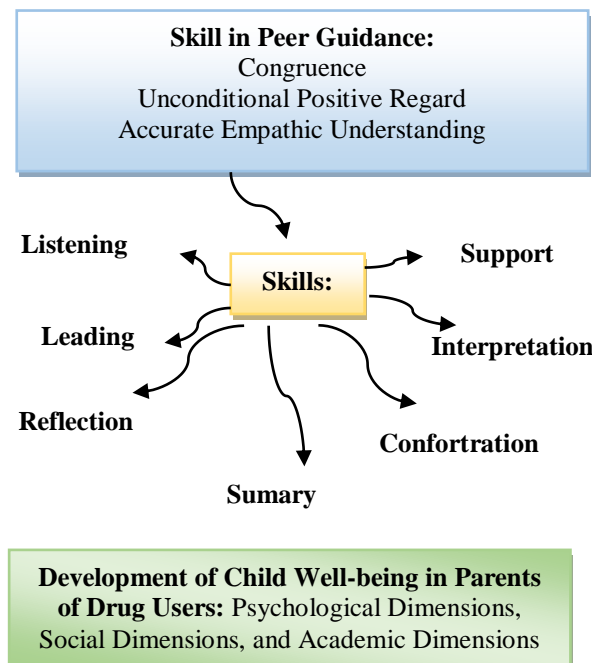 Skill in Peer Guidance:
Congruence
Unconditional Positive Regard
Accurate Empathic Understanding
Listening
Support
Skills:
Leading
Interpretation
Reflection
Confortration
Sumary
Development of Child Well-being in Parents
of Drug Users: Psychological Dimensions,
Social Dimensions, and Academic Dimensions